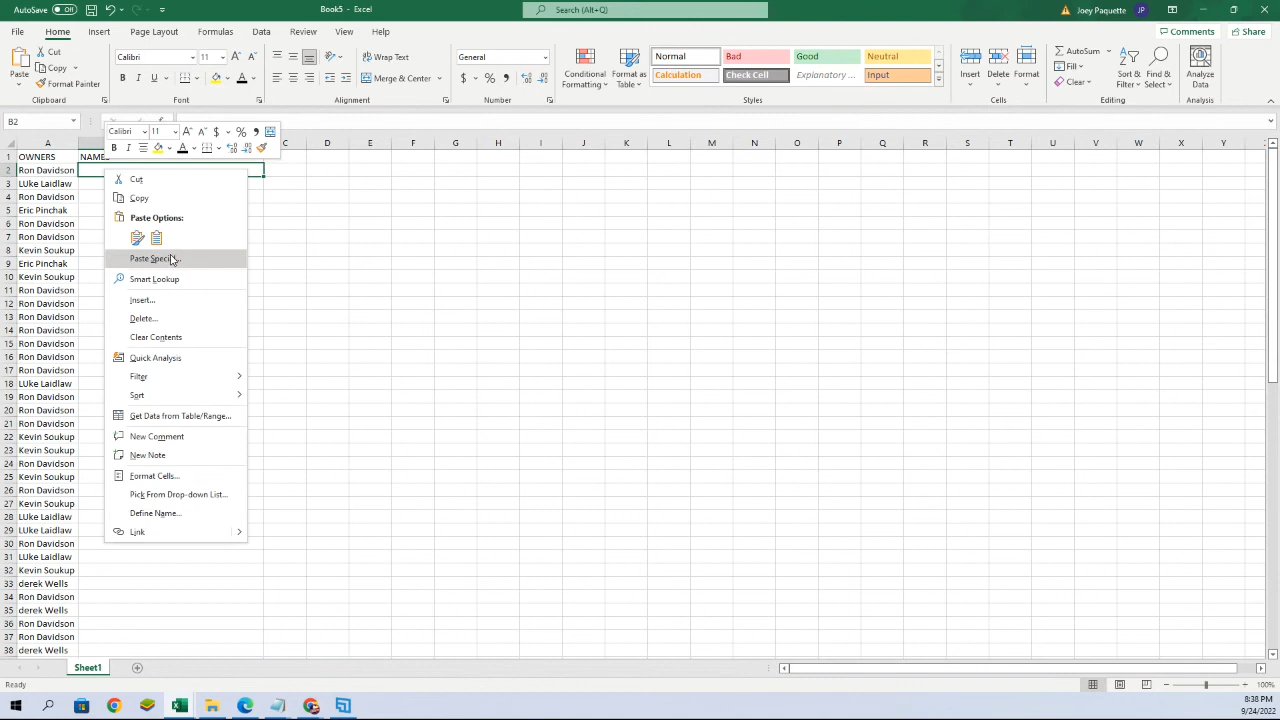 AutoSave Off Book5 - Excel Search (Alt+Q) Joey Paquette JP
File Home Insert Page Layout Formulas Data Review View Help Comments Share
Paste Cut Copy Format Painter Clipboard
Calibri 11 B I U A Font
Wrap Text Merge & Center Alignment
General $ % Number
Conditional Formatting Format as Table
Normal Bad Good Neutral
Calculation Check Cell Explanatory ... Input
Styles
Insert Delete Format Cells
AutoSum Fill Clear Sort & Filter Find & Select Editing
Analyze Data Analysis
B2
Calibri 11 A A $ % 
B I A
A B C D E F G H I J K L M N O P Q R S T U V W X Y Z
1 OWNERS NAMES
2 Ron Davidson
3 LUke Laidlaw
4 Ron Davidson
5 Eric Pinchak
6 Ron Davidson
7 Ron Davidson
8 Kevin Soukup
9 Eric Pinchak
10 Kevin Soukup
11 Ron Davidson
12 Ron Davidson
13 Ron Davidson
14 Ron Davidson
15 Ron Davidson
16 Ron Davidson
17 Ron Davidson
18 LUke Laidlaw
19 Ron Davidson
20 Ron Davidson
21 Ron Davidson
22 Kevin Soukup
23 Kevin Soukup
24 Ron Davidson
25 Kevin Soukup
26 Ron Davidson
27 Kevin Soukup
28 LUke Laidlaw
29 LUke Laidlaw
30 Ron Davidson
31 LUke Laidlaw
32 Kevin Soukup
33 derek Wells
34 Ron Davidson
35 derek Wells
36 Ron Davidson
37 Ron Davidson
38 derek Wells
Cut
Copy
Paste Options:
Paste Special...
Smart Lookup
Insert...
Delete...
Clear Contents
Quick Analysis
Filter
Sort
Get Data from Table/Range...
New Comment
New Note
Format Cells...
Pick From Drop-down List...
Define Name...
Link
Sheet1
Ready 100%
8:38 PM
9/24/2022